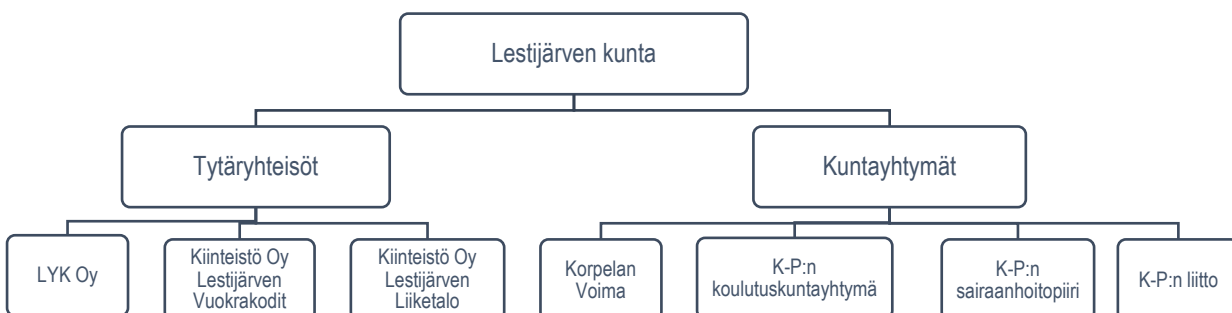 Lestijärven kunta
Tytäryhteisöt
Kuntayhtymät
LYK Oy
Kiinteistö Oy
Lestijärven
Vuokrakodit
Kiinteistö Oy
Lestijärven
Liiketalo
Korpelan
Voima
K-P:n
koulutuskuntayhtymä
K-P:n
sairaanhoitopiiri
K-P:n liitto